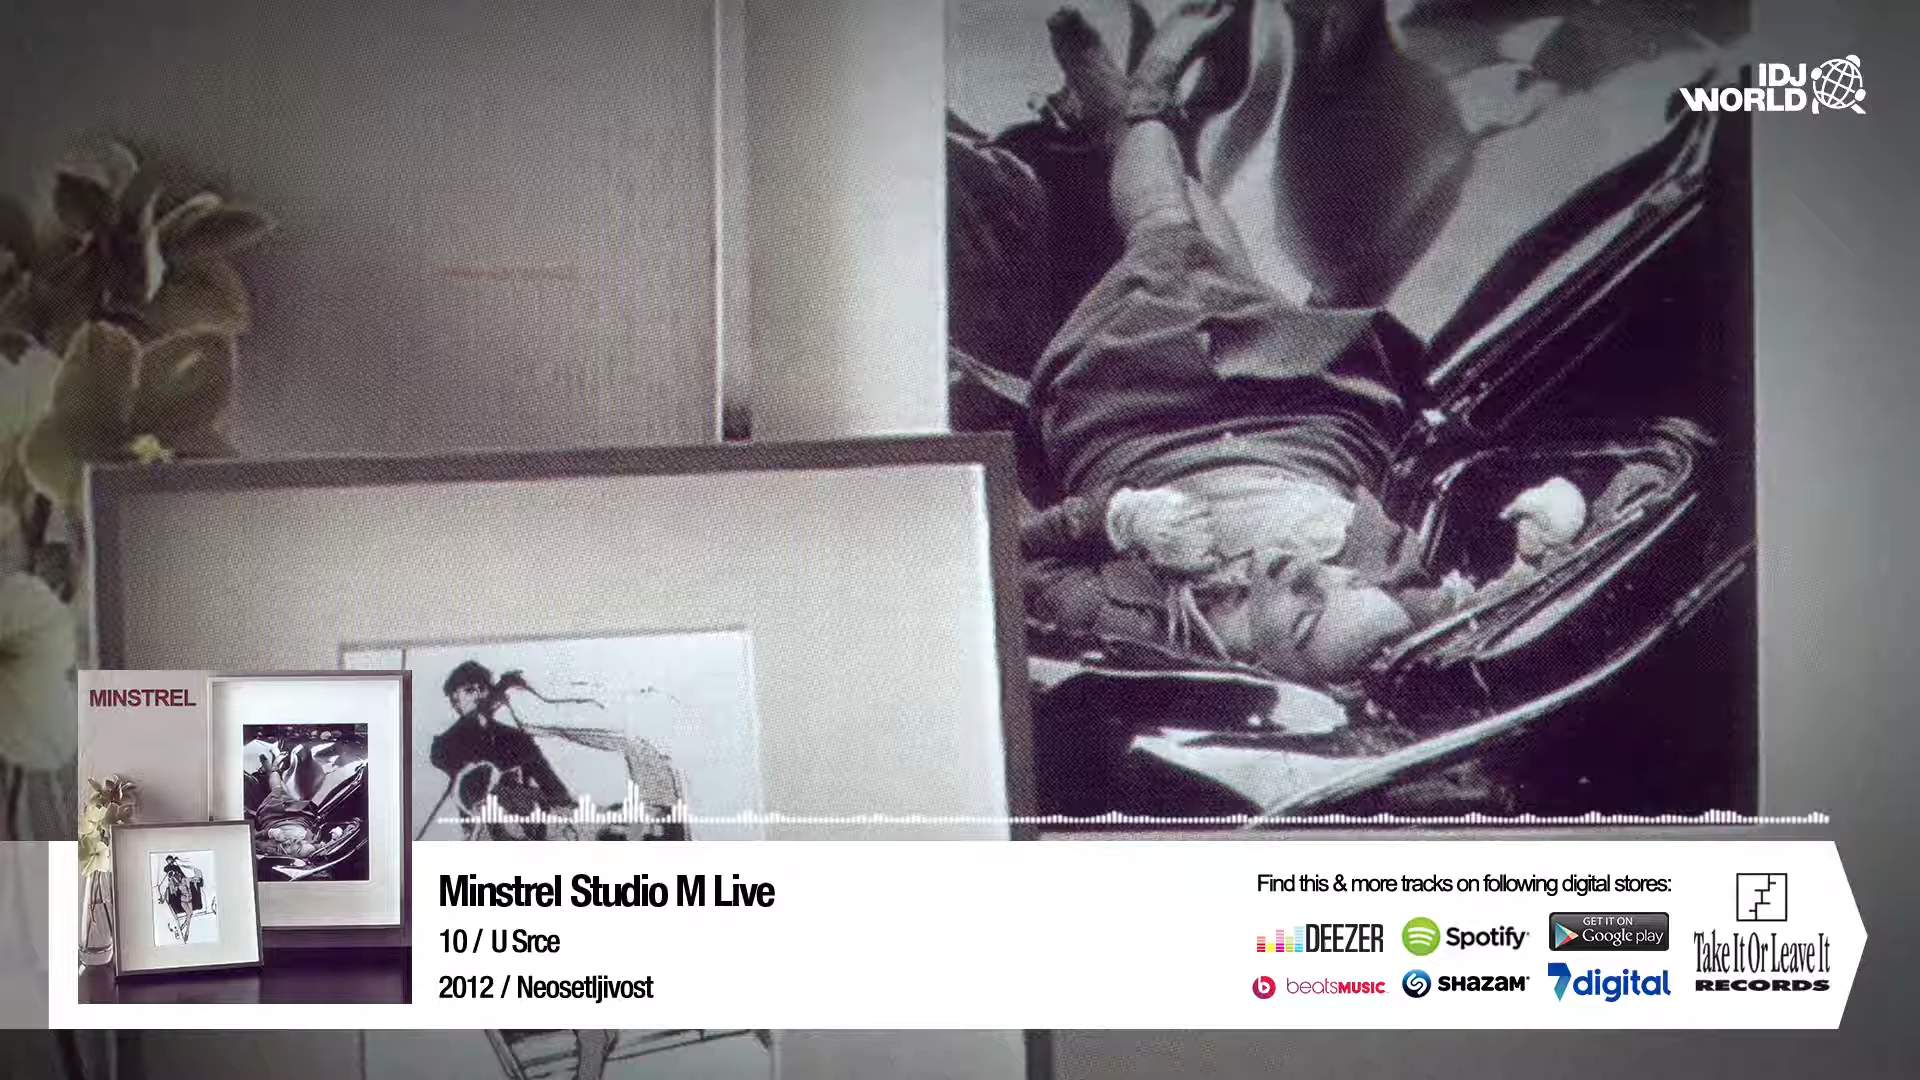 IDJ
WORLD
MINSTREL
Minstrel Studio M Live
10 / U Srce
2012 / Neosetljivost
Find this & more tracks on following digital stores:
DEEZER
Spotify
GET IT ON
Google play
beatsMUSIC
SHAZAM
7digital
Take It Or Leave It
RECORDS